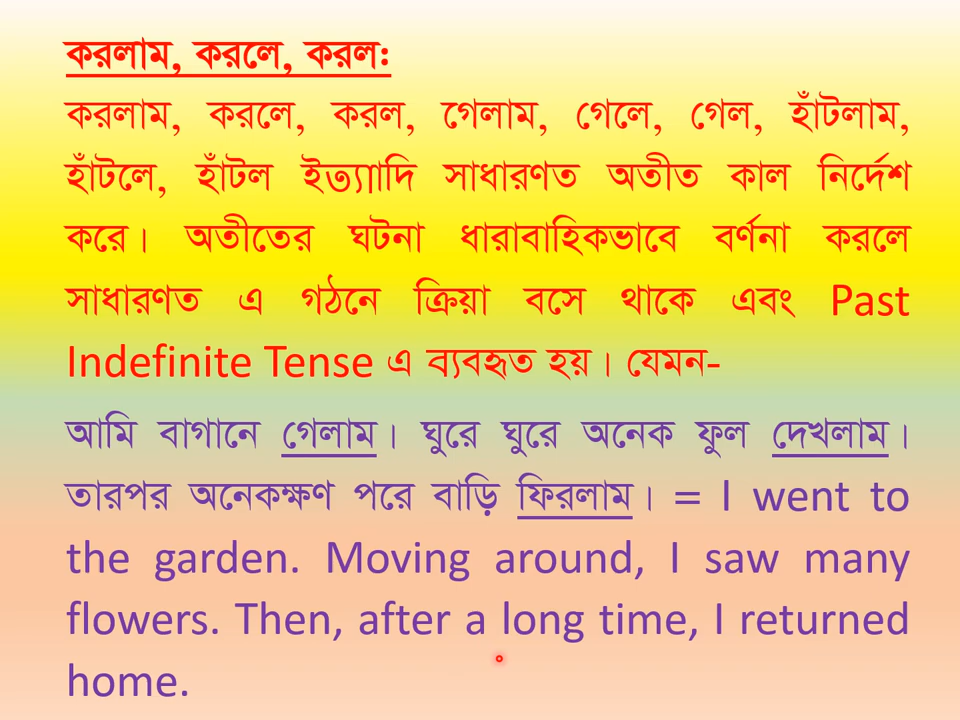 করলাম, করলে, করল:
করলাম, করলে, করল, গেলাম, গেলে, গেল, হাঁটলাম,
হাঁটলে, হাঁটল ইত্যাাদি সাধারণত অতীত কাল নির্দেশ
করে। অতীতের ঘটনা ধারাবাহিকভাবে বর্ণনা করলে
সাধারণত এ গঠনে ক্রিয়া বসে থাকে এবং Past
Indefinite Tense এ ব্যবহৃত হয়। যেমন-
আমি বাগানে গেলাম। ঘুরে ঘুরে অনেক ফুল দেখলাম।
তারপর অনেকক্ষণ পরে বাড়ি ফিরলাম। = I went to
the garden. Moving around, I saw many
flowers. Then, after a long time, I returned
home.